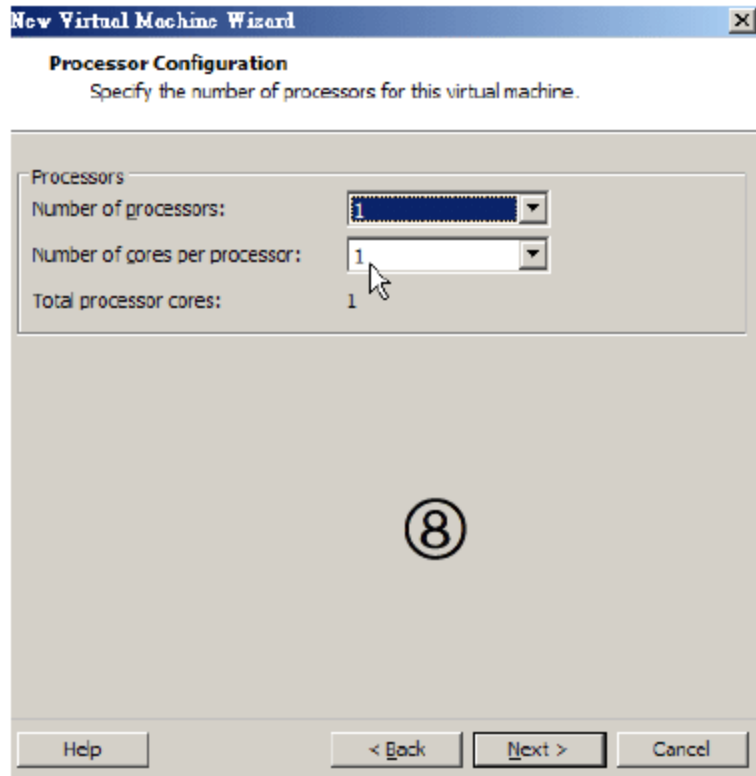 New Virtual Machine Wizard
Processor Configuration
Specify the number of processors for this virtual machine.
Processors
Number of processors: 1
Number of cores per processor: 1
Total processor cores: 1
⑧
Help < Back Next > Cancel